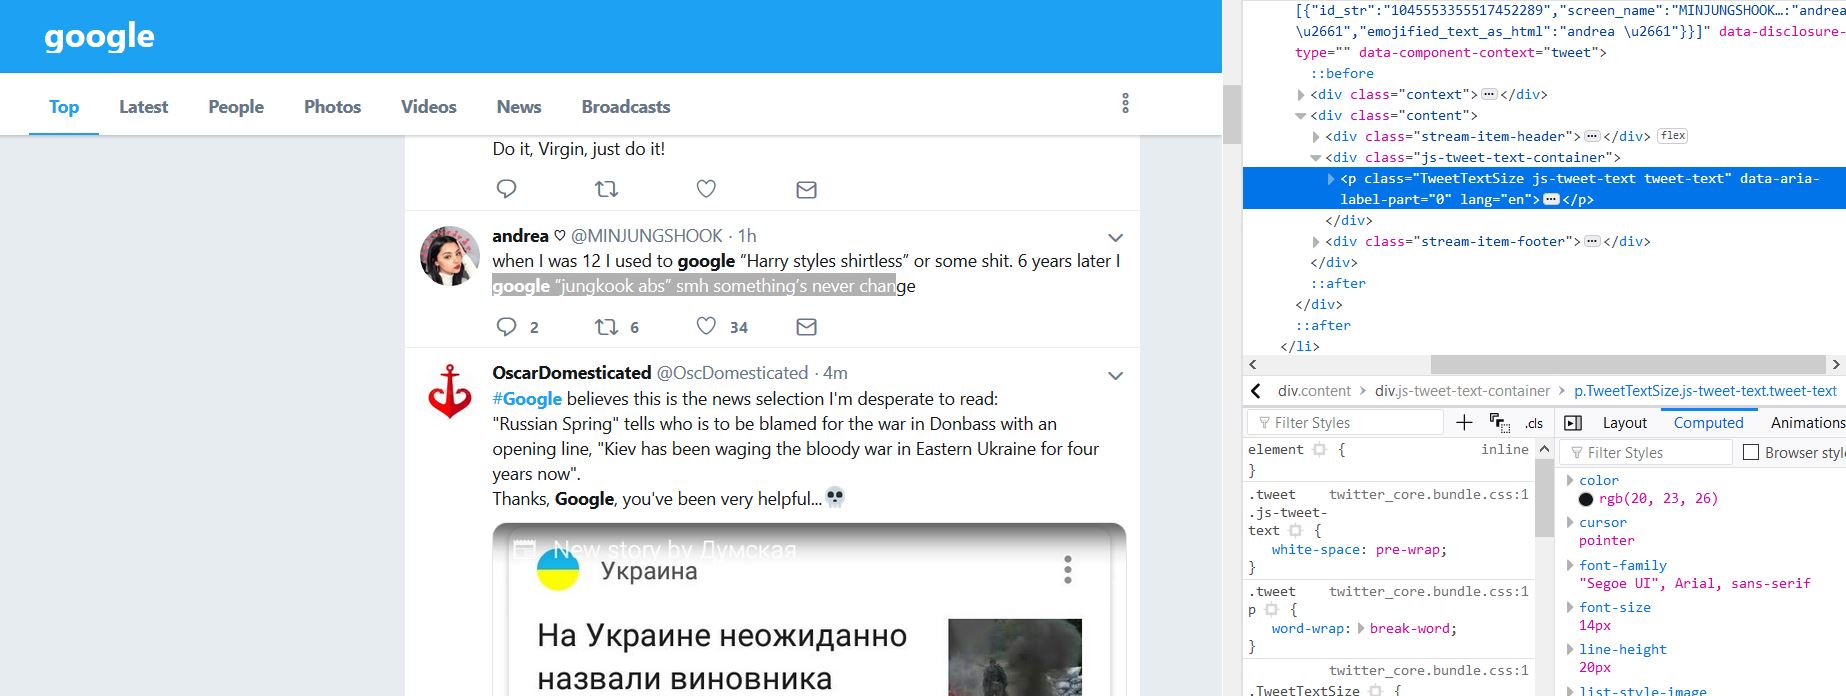 google
Top Latest People Photos Videos News Broadcasts
Do it, Virgin, just do it!
andrea ♡ @MINJUNGSHOOK · 1h
when I was 12 I used to google “Harry styles shirtless” or some shit. 6 years later I
google “jungkook abs” smh something’s never change
2 6 34
OscarDomesticated @OscDomesticated · 4m
#Google believes this is the news selection I'm desperate to read:
"Russian Spring" tells who is to be blamed for the war in Donbass with an
opening line, "Kiev has been waging the bloody war in Eastern Ukraine for four
years now".
Thanks, Google, you've been very helpful...💀
New story by Думская
Украина
На Украине неожиданно
назвали виновника
[{"id_str":"1045553355517452289","screen_name":"MINJUNGSHOOK…:"andrea
\u2661","emojified_text_as_html":"andrea \u2661"}}]" data-disclosure-
type="" data-component-context="tweet">
::before
<div class="context"></div>
<div class="content">
<div class="stream-item-header"></div> flex
<div class="js-tweet-text-container">
<p class="TweetTextSize js-tweet-text tweet-text" data-aria-
label-part="0" lang="en"></p>
</div>
<div class="stream-item-footer"></div>
</div>
::after
</div>
::after
</li>
div.content > div.js-tweet-text-container > p.TweetTextSize.js-tweet-text.tweet-text
Filter Styles + .cls
element { inline
}
.tweet twitter_core.bundle.css:1
.js-tweet-
text {
white-space: pre-wrap;
}
.tweet twitter_core.bundle.css:1
p {
word-wrap: break-word;
}
twitter_core.bundle.css:1
.TweetTextSize {
Layout Computed Animations
Filter Styles Browser style
color
rgb(20, 23, 26)
cursor
pointer
font-family
"Segoe UI", Arial, sans-serif
font-size
14px
line-height
20px
list-style-image